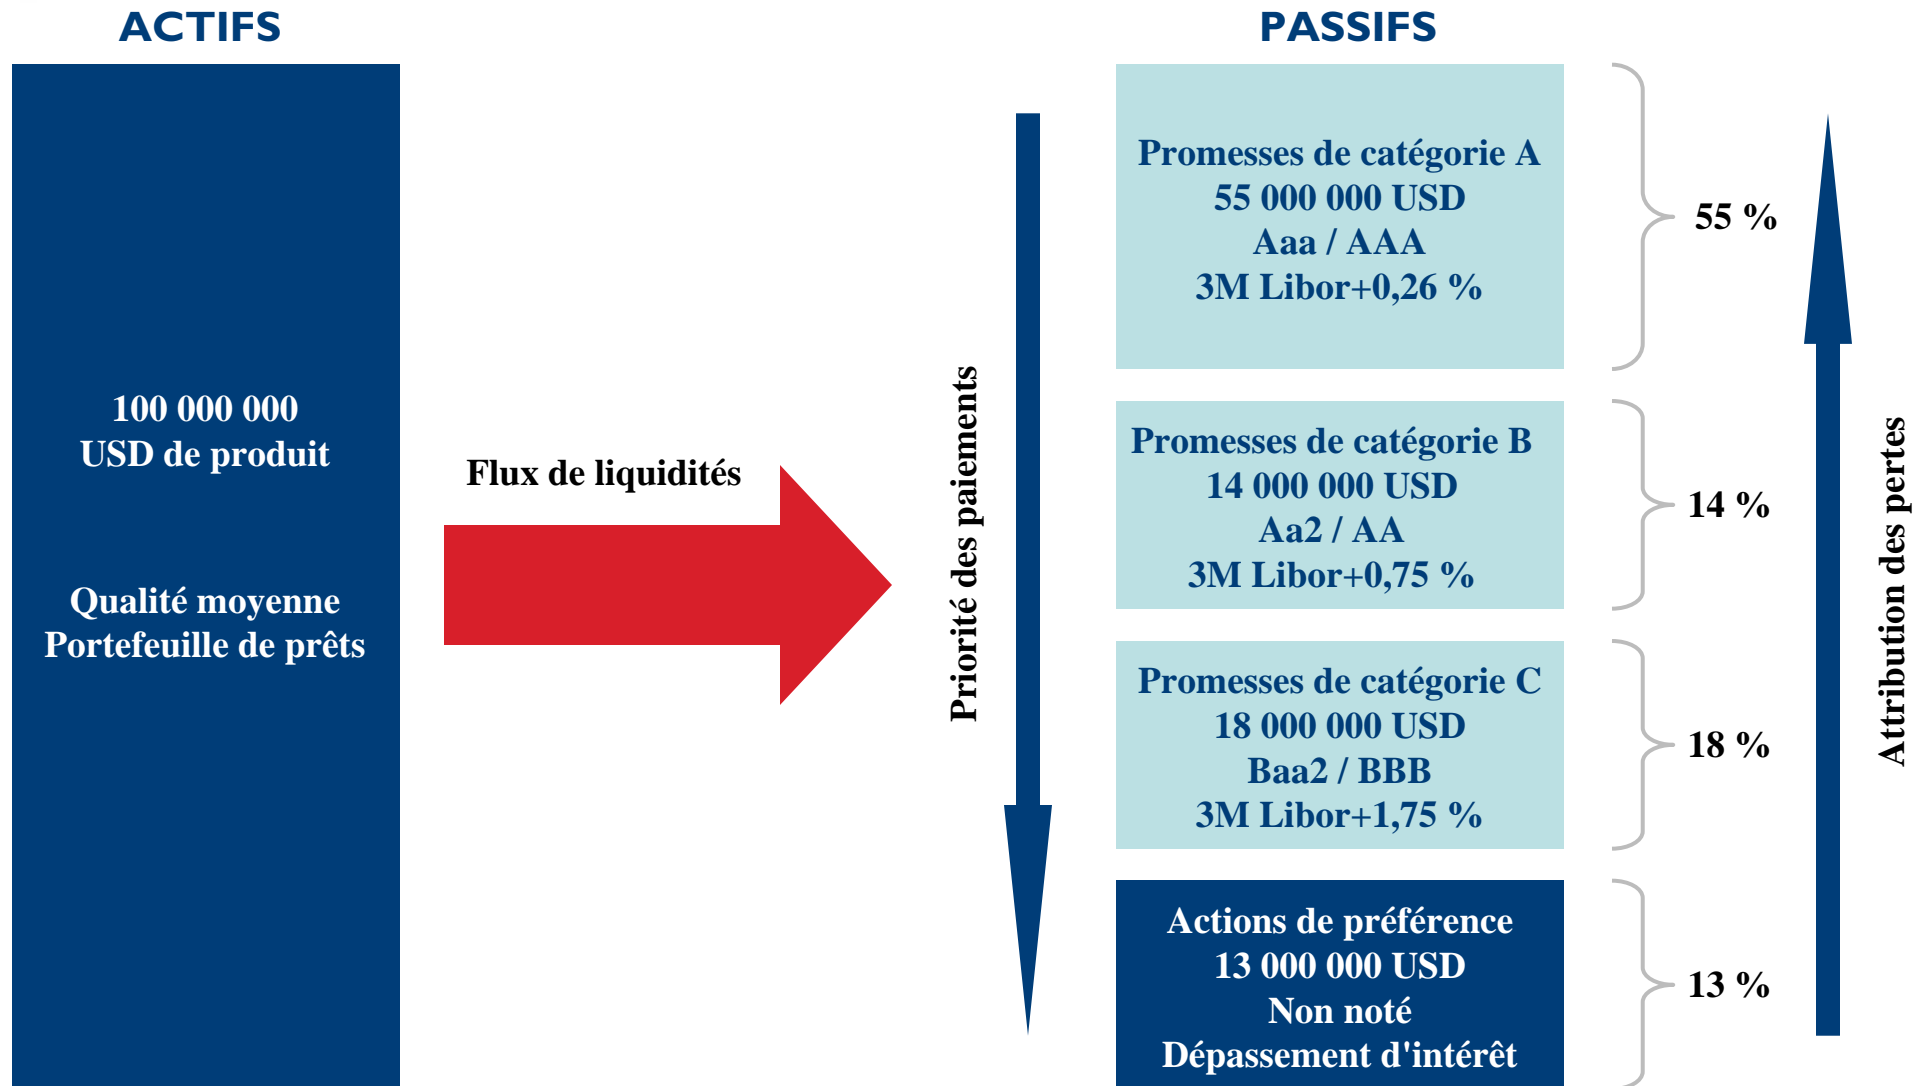 ACTIFS
PASSIFS
100 000 000
USD de produit
Qualité moyenne
Portefeuille de prêts
Flux de liquidités
Priorité des paiements
Promesses de catégorie A
55 000 000 USD
Aaa / AAA
3M Libor+0,26 %
55 %
Promesses de catégorie B
14 000 000 USD
Aa2 / AA
3M Libor+0,75 %
14 %
Promesses de catégorie C
18 000 000 USD
Baa2 / BBB
3M Libor+1,75 %
18 %
Actions de préférence
13 000 000 USD
Non noté
Dépassement d'intérêt
13 %
Attribution des pertes